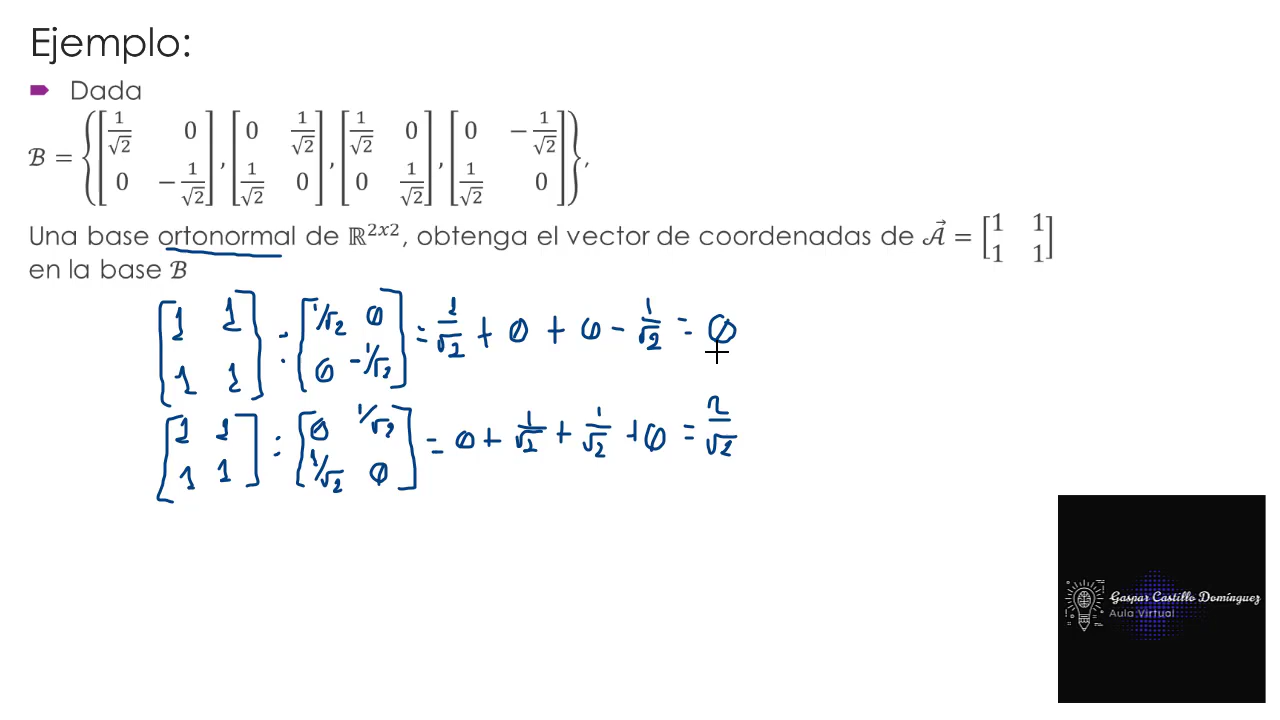 Ejemplo:
Dada
ℬ = {[1/√2 0; 0 −1/√2], [0 1/√2; 1/√2 0], [1/√2 0; 0 1/√2], [0 −1/√2; 1/√2 0]},
Una base ortonormal de ℝ²ˣ², obtenga el vector de coordenadas de 𝒜⃗ = [1 1; 1 1]
en la base ℬ
[1 1; 1 1] : [1/√2 0; 0 -1/√2] = 1/√2 + 0 + 0 - 1/√2 = 0
[1 1; 1 1] : [0 1/√2; 1/√2 0] = 0 + 1/√2 + 1/√2 + 0 = 2/√2
Gaspar Castillo Domínguez
Aula Virtual